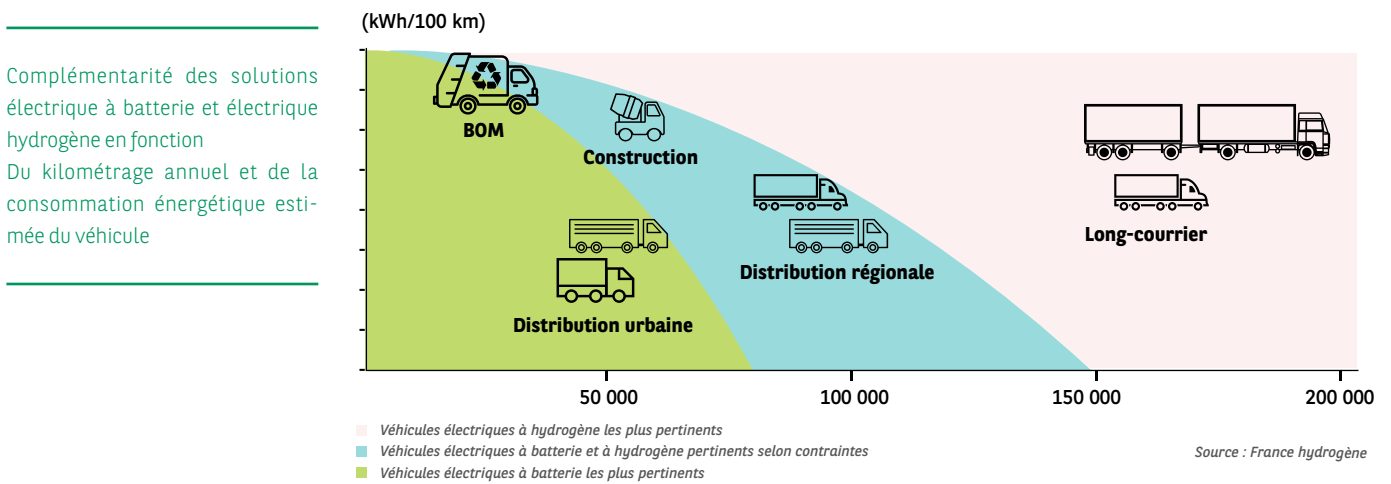 Complémentarité des solutions
électrique à batterie et électrique
hydrogène en fonction
Du kilométrage annuel et de la
consommation énergétique esti-
mée du véhicule
(kWh/100 km)
BOM
Construction
Long-courrier
Distribution régionale
Distribution urbaine
50 000
100 000
150 000
200 000
Véhicules électriques à hydrogène les plus pertinents
Véhicules électriques à batterie et à hydrogène pertinents selon contraintes
Véhicules électriques à batterie les plus pertinents
Source : France hydrogène